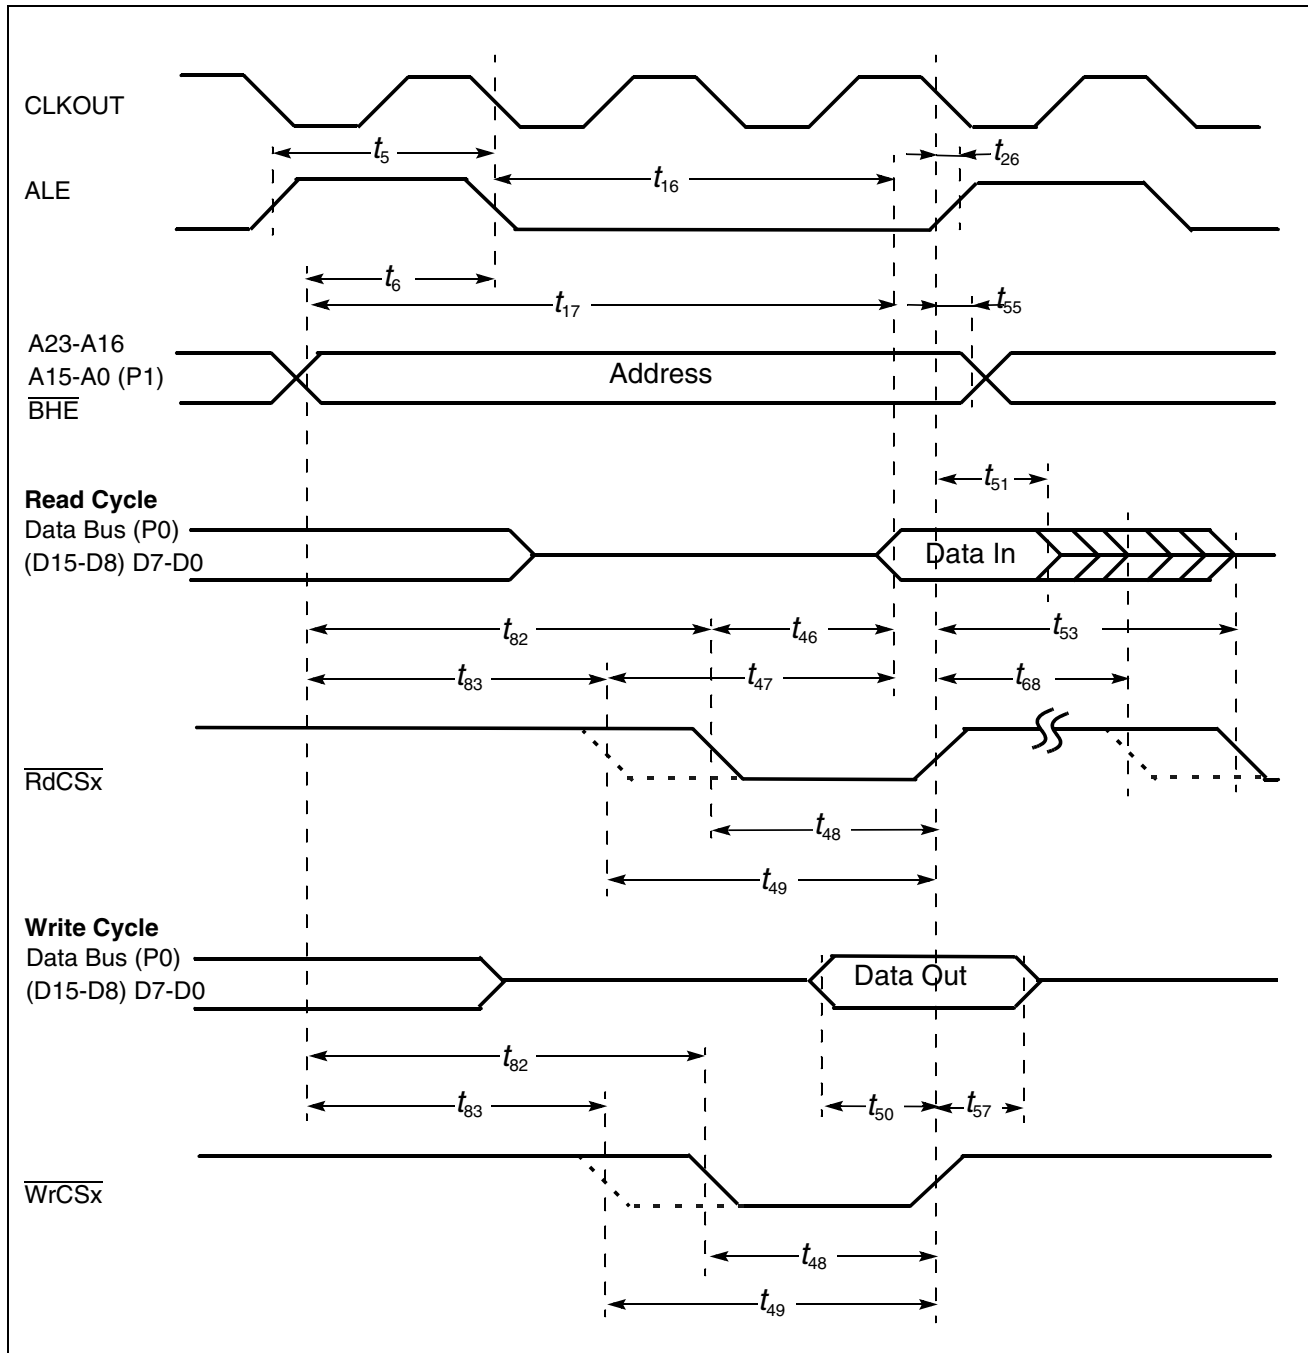 CLKOUT
t5
t26
ALE
t16
t6
t17
t55
A23-A16
A15-A0 (P1)
Address
BHE
t51
Read Cycle
Data Bus (P0)
(D15-D8) D7-D0
Data In
t82
t46
t53
t83
t47
t68
RdCSx
t48
t49
Write Cycle
Data Bus (P0)
(D15-D8) D7-D0
Data Out
t82
t83
t50
t57
WrCSx
t48
t49